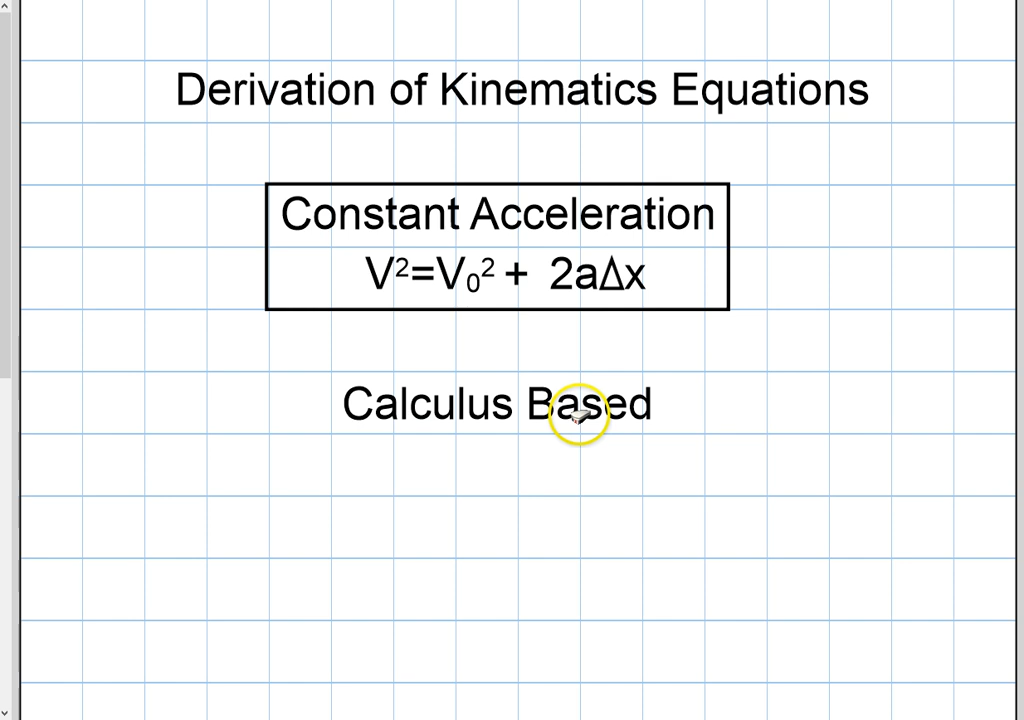 Derivation of Kinematics Equations
Constant Acceleration
V²=V₀² + 2aΔx
Calculus Based